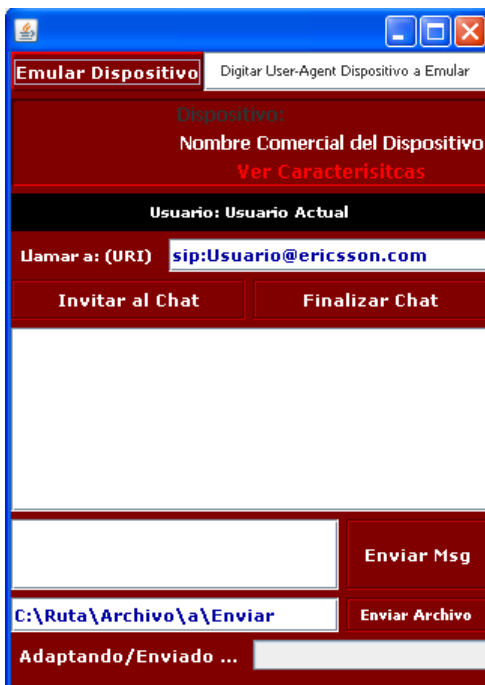 Emular Dispositivo Digitar User-Agent Dispositivo a Emular
Dispositivo:
Nombre Comercial del Dispositivo
Ver Caracterisitcas
Usuario: Usuario Actual
Llamar a: (URI) sip:Usuario@ericsson.com
Invitar al Chat Finalizar Chat
Enviar Msg
C:\Ruta\Archivo\a\Enviar Enviar Archivo
Adaptando/Enviado ...